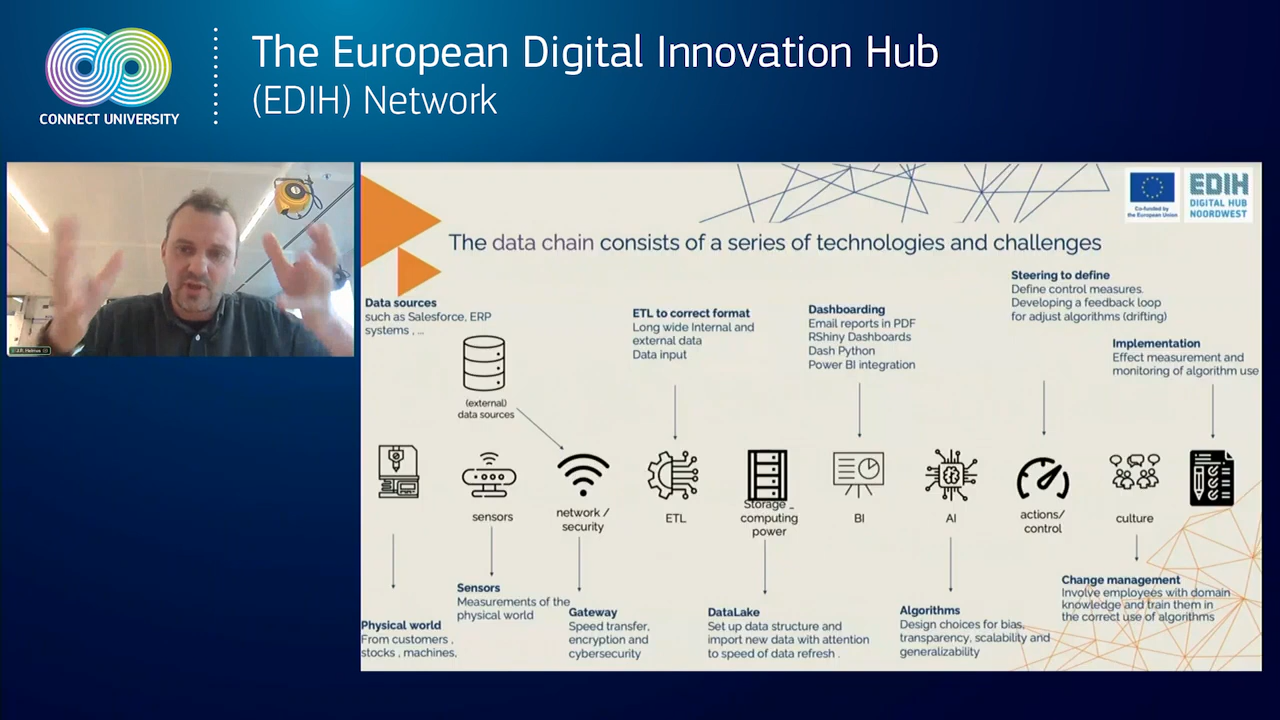 CONNECT UNIVERSITY
The European Digital Innovation Hub
(EDIH) Network
Co-funded by
the European Union
EDIH
DIGITAL HUB
NOORDWEST
The data chain consists of a series of technologies and challenges
Data sources
such as Salesforce, ERP
systems , ...
(external)
data sources
ETL to correct format
Long wide Internal and
external data
Data input
Dashboarding
Email reports in PDF
RShiny Dashboards
Dash Python
Power BI integration
Steering to define
Define control measures.
Developing a feedback loop
for adjust algorithms (drifting)
Implementation
Effect measurement and
monitoring of algorithm use
sensors
network /
security
ETL
Storage _
computing
power
BI
AI
actions/
control
culture
Physical world
From customers ,
stocks , machines,
Sensors
Measurements of the
physical world
Gateway
Speed transfer,
encryption and
cybersecurity
DataLake
Set up data structure and
import new data with attention
to speed of data refresh .
Algorithms
Design choices for bias,
transparency, scalability and
generalizability
Change management
Involve employees with domain
knowledge and train them in
the correct use of algorithms